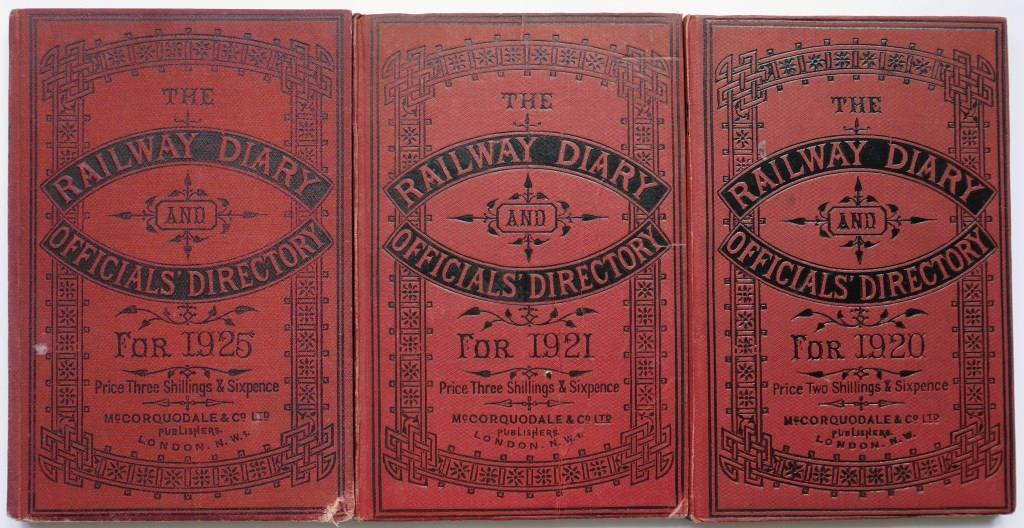 THE
RAILWAY DIARY
AND
OFFICIALS' DIRECTORY
FOR 1925
Price Three Shillings & Sixpence
McCORQUODALE & Co LTD
PUBLISHERS
LONDON. N.W.1.
THE
RAILWAY DIARY
AND
OFFICIALS' DIRECTORY
FOR 1921
Price Three Shillings & Sixpence
McCORQUODALE & Co LTD
PUBLISHERS
LONDON. N.W.1.
THE
RAILWAY DIARY
AND
OFFICIALS' DIRECTORY
FOR 1920
Price Two Shillings & Sixpence
McCORQUODALE & Co LTD
PUBLISHERS
LONDON. N.W.